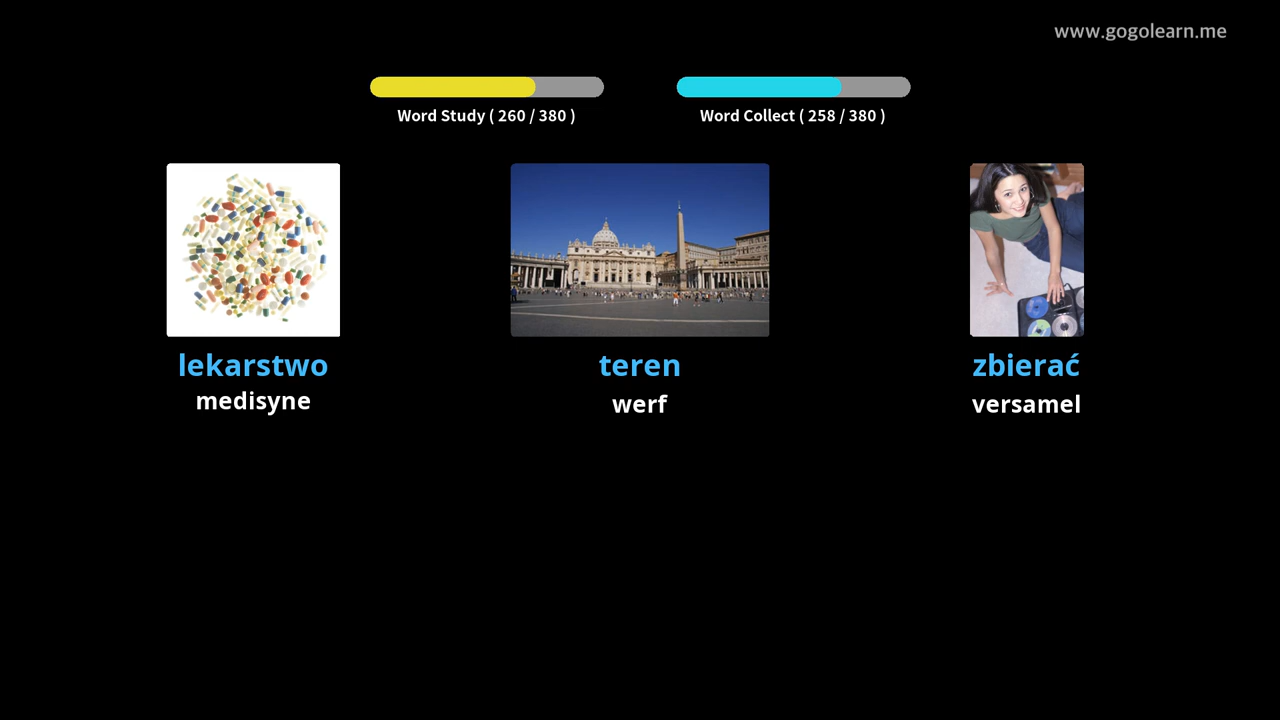 www.gogolearn.me
Word Study ( 260 / 380 )
Word Collect ( 258 / 380 )
lekarstwo
medisyne
teren
werf
zbierać
versamel